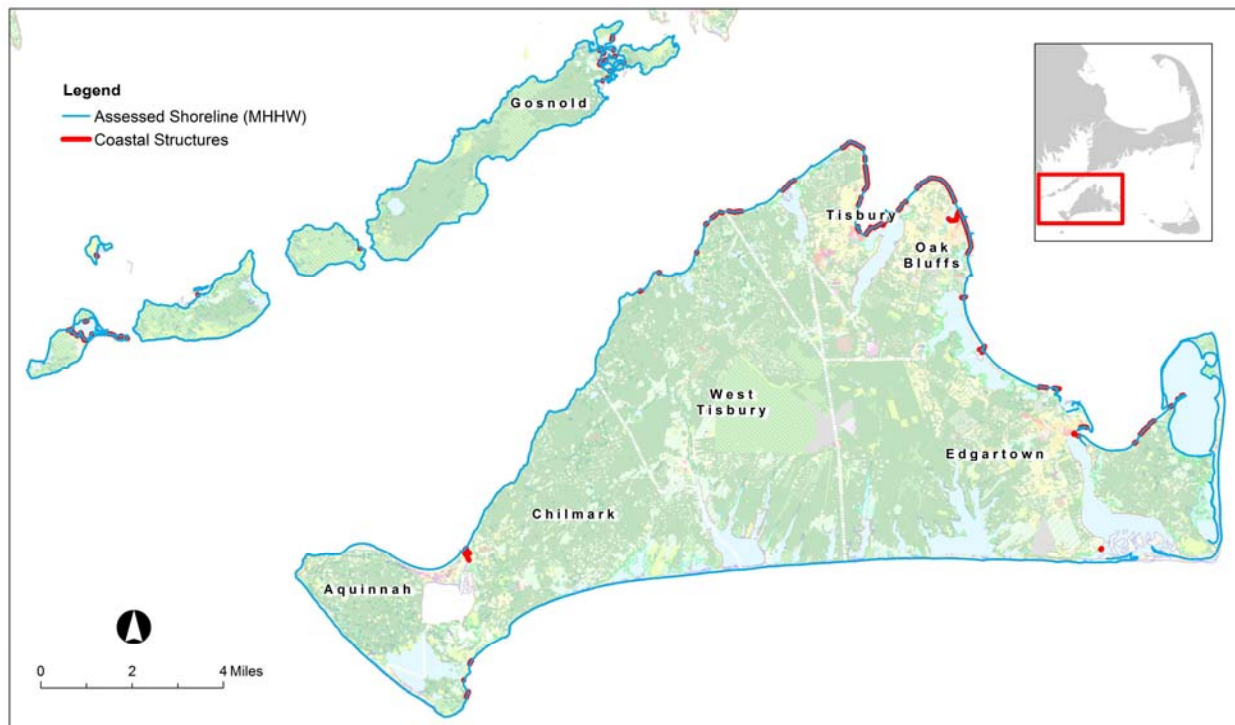 Legend
Assessed Shoreline (MHHW)
Coastal Structures
Gosnold
Tisbury
Oak
Bluffs
West
Tisbury
Edgartown
Chilmark
Aquinnah
0 2 4 Miles